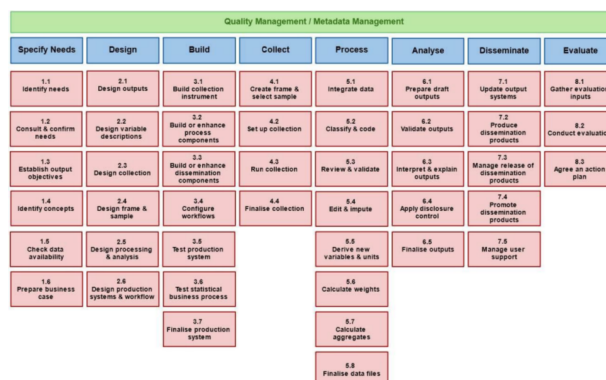 Quality Management / Metadata Management
Specify Needs
Design
Build
Collect
Process
Analyse
Disseminate
Evaluate
1.1
Identify needs
2.1
Design outputs
3.1
Build collection
instrument
4.1
Create frame &
select sample
5.1
Integrate data
6.1
Prepare draft
outputs
7.1
Update output
systems
8.1
Gather evaluation
inputs
1.2
Consult & confirm
needs
2.2
Design variable
descriptions
3.2
Build or enhance
process
components
4.2
Set up collection
5.2
Classify & code
6.2
Validate outputs
7.2
Produce
dissemination
products
8.2
Conduct evaluation
1.3
Establish output
objectives
2.3
Design collection
3.3
Build or enhance
dissemination
components
4.3
Run collection
5.3
Review & validate
6.3
Interpret & explain
outputs
7.3
Manage release of
dissemination
products
8.3
Agree an action
plan
1.4
Identify concepts
2.4
Design frame &
sample
3.4
Configure
workflows
4.4
Finalise collection
5.4
Edit & impute
6.4
Apply disclosure
control
7.4
Promote
dissemination
products
1.5
Check data
availability
2.5
Design processing
& analysis
3.5
Test production
system
5.5
Derive new
variables & units
6.5
Finalise outputs
7.5
Manage user
support
1.6
Prepare business
case
2.6
Design production
systems & workflow
3.6
Test statistical
business process
5.6
Calculate weights
3.7
Finalise production
system
5.7
Calculate
aggregates
5.8
Finalise data files